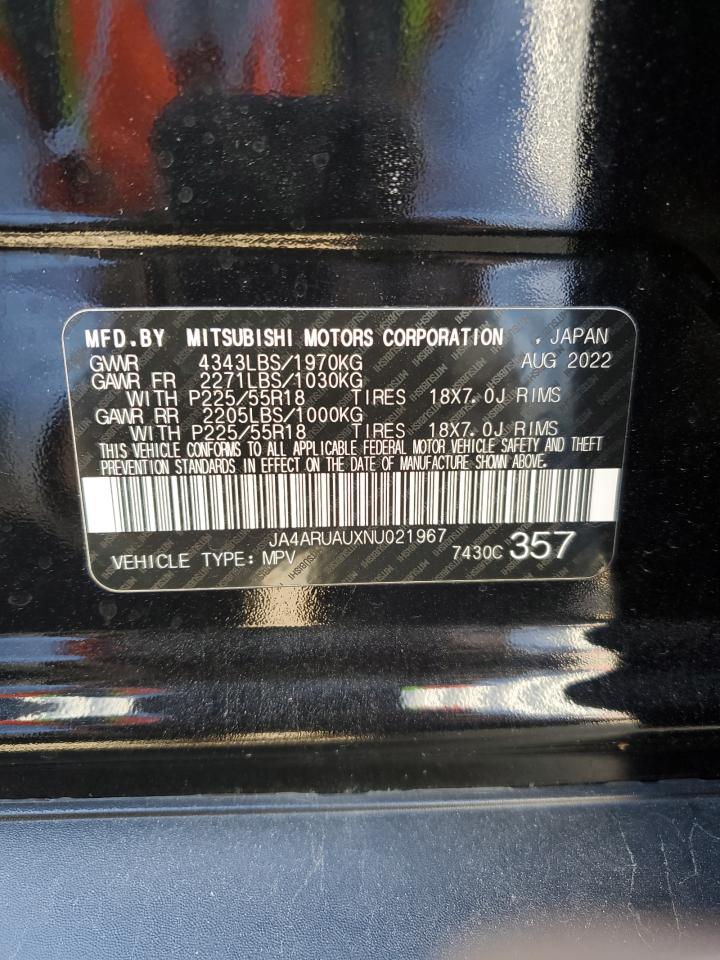 MFD.BY MITSUBISHI MOTORS CORPORATION , JAPAN
GVWR 4343LBS/1970KG AUG 2022
GAWR FR 2271LBS/1030KG
WITH P225/55R18 TIRES 18X7.0J RIMS
GAWR RR 2205LBS/1000KG
WITH P225/55R18 TIRES 18X7.0J RIMS
THIS VEHICLE CONFORMS TO ALL APPLICABLE FEDERAL MOTOR VEHICLE SAFETY AND THEFT
PREVENTION STANDARDS IN EFFECT ON THE DATE OF MANUFACTURE SHOWN ABOVE.
JA4ARUAUXNU021967
VEHICLE TYPE: MPV 7430C 357